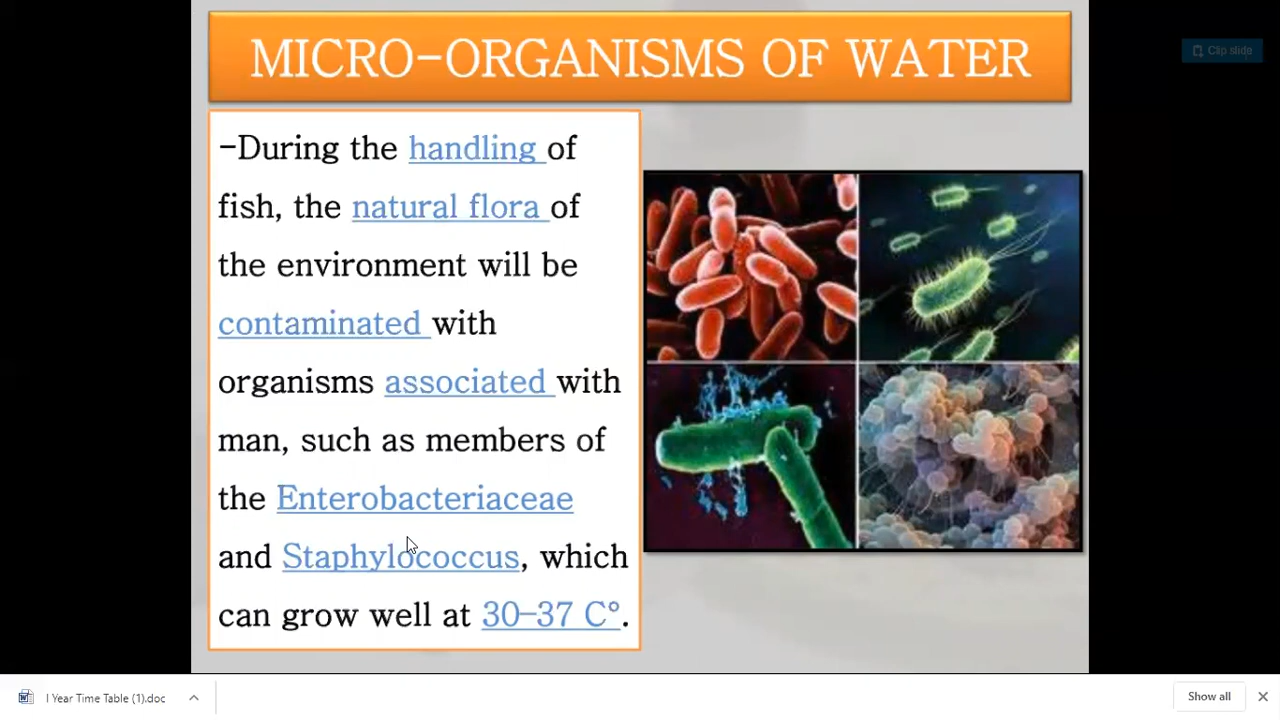 MICRO-ORGANISMS OF WATER
Clip slide
-During the handling of
fish, the natural flora of
the environment will be
contaminated with
organisms associated with
man, such as members of
the Enterobacteriaceae
and Staphylococcus, which
can grow well at 30-37 C°.
I Year Time Table (1).doc
Show all